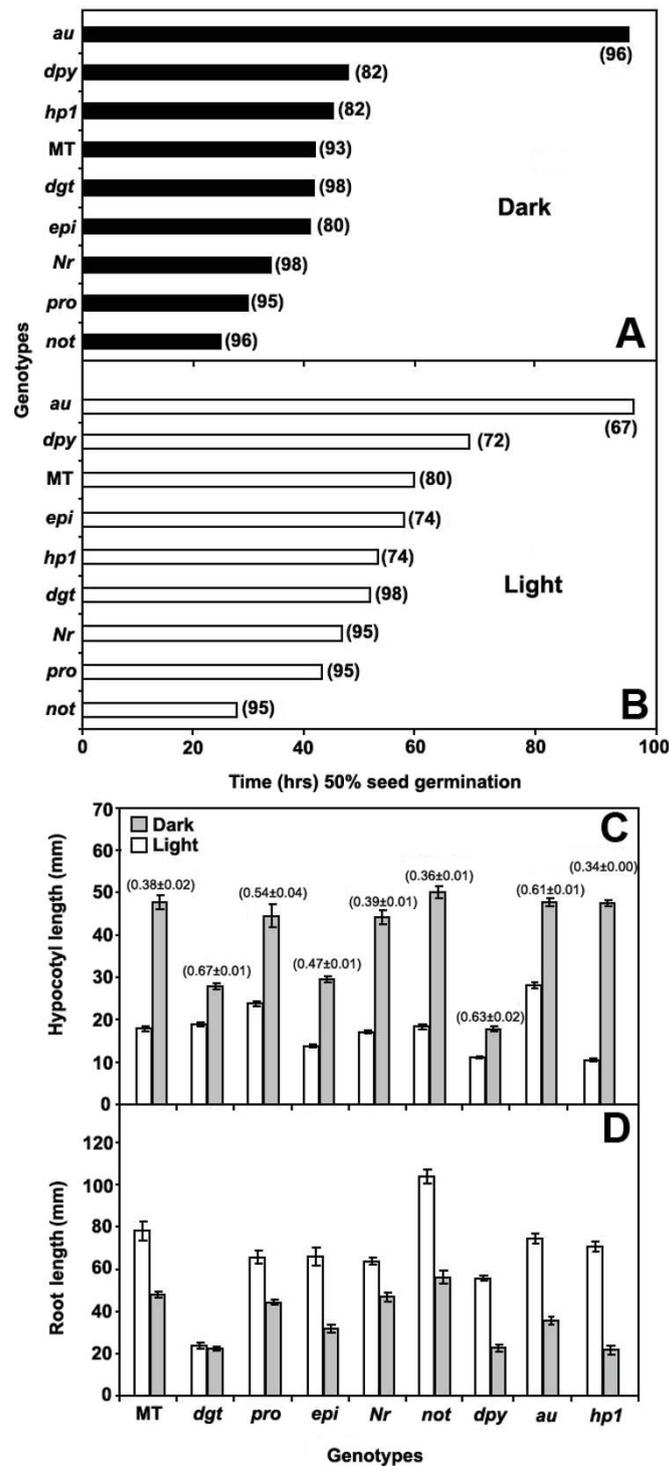 au
(96)
dpy (82)
hp1 (82)
MT (93)
dgt (98)
epi (80)
Nr (98)
pro (95)
not (96)
Dark
A
Genotypes
au
(67)
dpy (72)
MT (80)
epi (74)
hp1 (74)
dgt (98)
Nr (95)
pro (95)
not (95)
Light
B
0 20 40 60 80 100
Time (hrs) 50% seed germination
C
Dark
Light
Hypocotyl length (mm)
70
60
50
40
30
20
10
0
(0.38±0.02) (0.67±0.01) (0.54±0.04) (0.47±0.01) (0.39±0.01) (0.36±0.01) (0.63±0.02) (0.61±0.01) (0.34±0.00)
D
Root length (mm)
120
100
80
60
40
20
0
MT dgt pro epi Nr not dpy au hp1
Genotypes